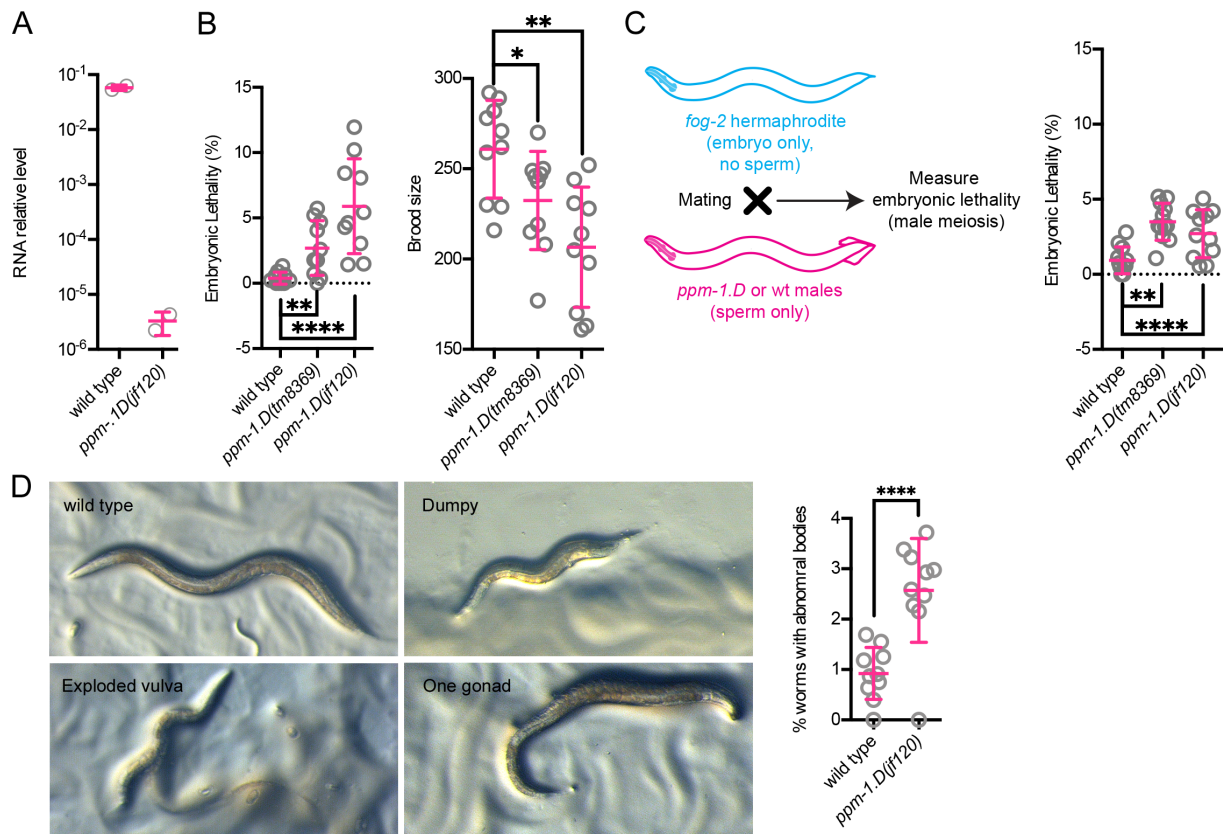 A
RNA relative level
10-1
10-2
10-3
10-4
10-5
10-6
wild type
ppm-.1D(jf120)
B
Embryonic Lethality (%)
15
10
5
0
-5
**
****
wild type
ppm-1.D(tm8369)
ppm-1.D(jf120)
Brood size
300
250
200
150
**
*
wild type
ppm-1.D(tm8369)
ppm-1.D(jf120)
C
fog-2 hermaphrodite
(embryo only,
no sperm)
Mating
Measure
embryonic lethality
(male meiosis)
ppm-1.D or wt males
(sperm only)
Embryonic Lethality (%)
15
10
5
0
-5
**
****
wild type
ppm-1.D(tm8369)
ppm-1.D(jf120)
D
wild type
Dumpy
Exploded vulva
One gonad
% worms with abnomral bodies
4
3
2
1
0
****
wild type
ppm-1.D(jf120)